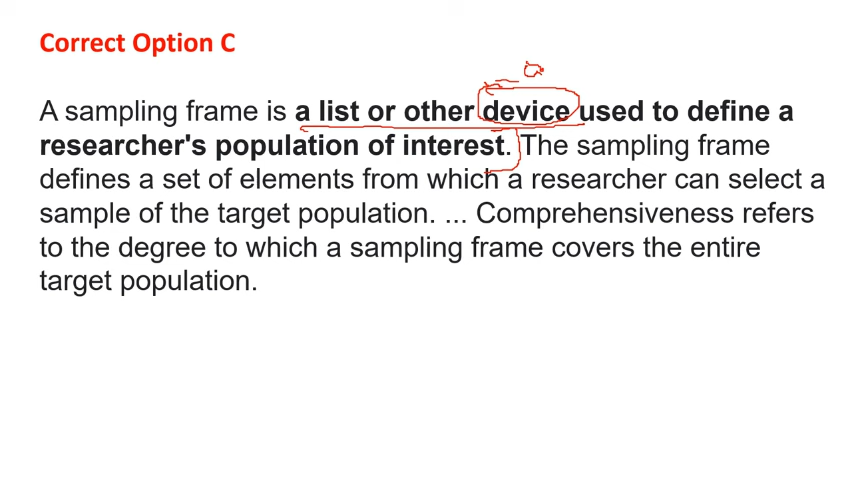 Correct Option C
A sampling frame is a list or other device used to define a
researcher's population of interest. The sampling frame
defines a set of elements from which a researcher can select a
sample of the target population. ... Comprehensiveness refers
to the degree to which a sampling frame covers the entire
target population.